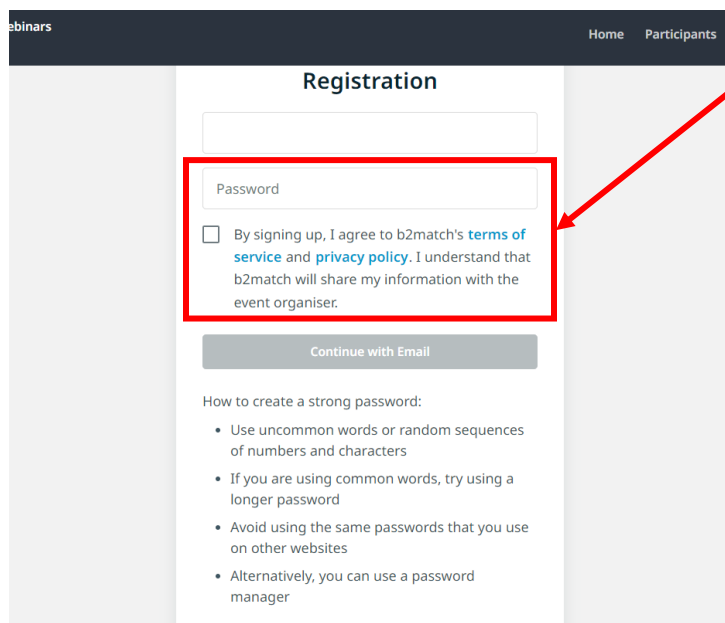 ebinars
Home Participants
Registration
Password
By signing up, I agree to b2match's terms of
service and privacy policy. I understand that
b2match will share my information with the
event organiser.
Continue with Email
How to create a strong password:
• Use uncommon words or random sequences
of numbers and characters
• If you are using common words, try using a
longer password
• Avoid using the same passwords that you use
on other websites
• Alternatively, you can use a password
manager